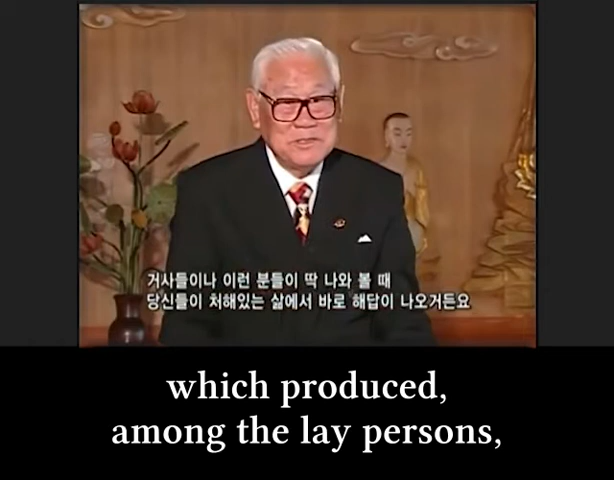 거사들이나 이런 분들이 딱 나와 볼 때
당신들이 처해있는 삶에서 바로 해답이 나오거든요
which produced,
among the lay persons,